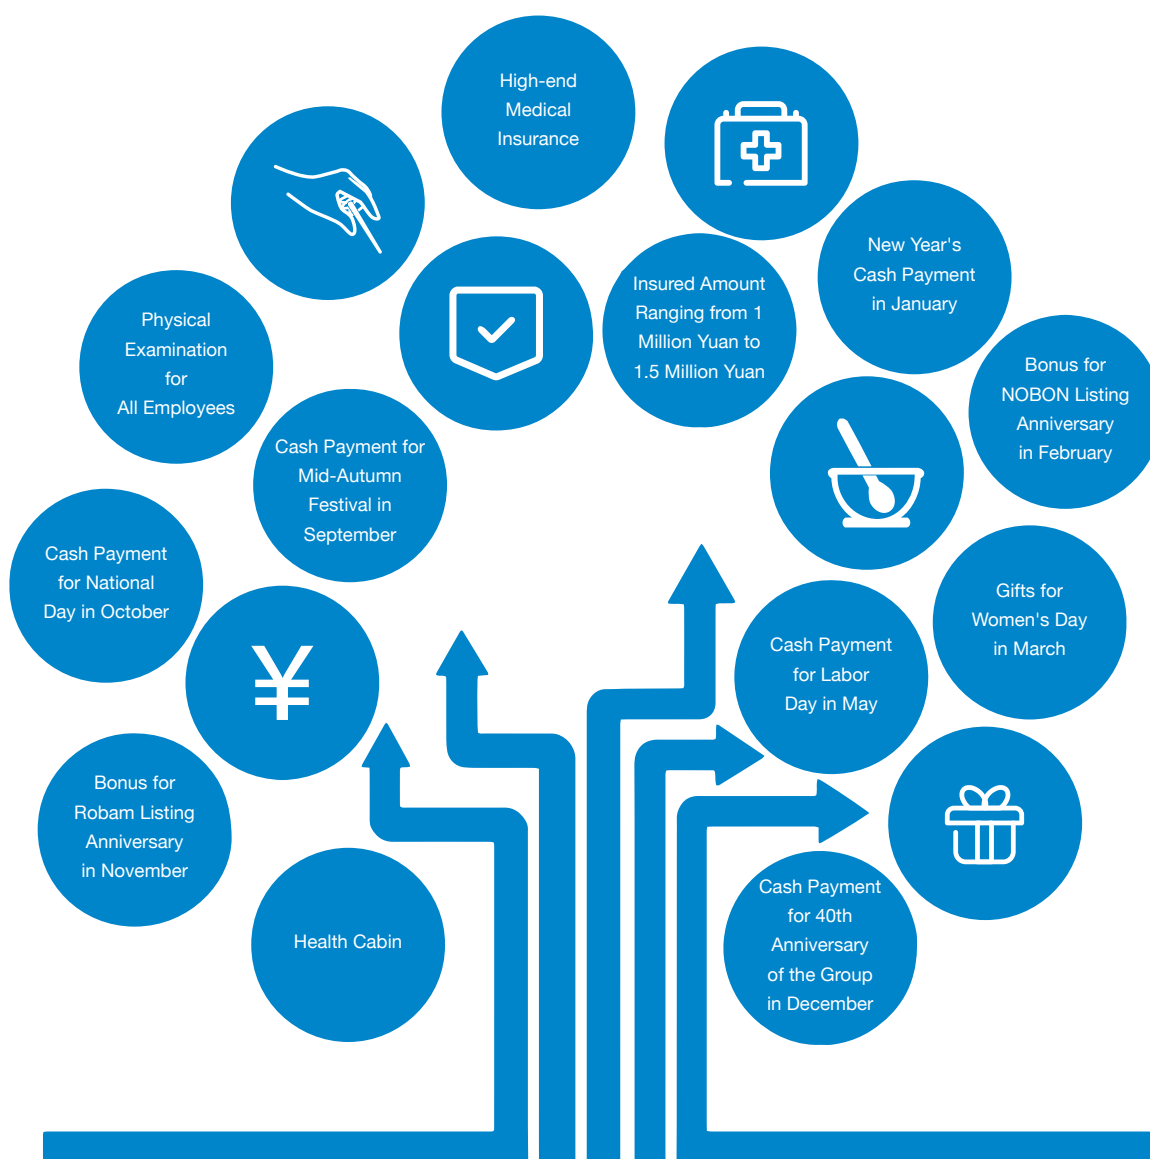 High-end
Medical
Insurance
New Year's
Cash Payment
in January
Insured Amount
Ranging from 1
Million Yuan to
1.5 Million Yuan
Physical
Examination
for
All Employees
Bonus for
NOBON Listing
Anniversary
in February
Cash Payment for
Mid-Autumn
Festival in
September
Cash Payment
for National
Day in October
Gifts for
Women's Day
in March
Cash Payment
for Labor
Day in May
¥
Bonus for
Robam Listing
Anniversary
in November
Health Cabin
Cash Payment
for 40th
Anniversary
of the Group
in December